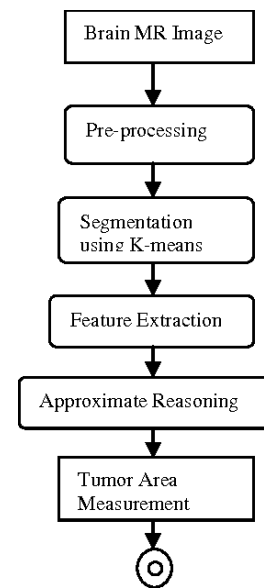 Brain MR Image
Pre-processing
Segmentation
using K-means
Feature Extraction
Approximate Reasoning
Tumor Area
Measurement